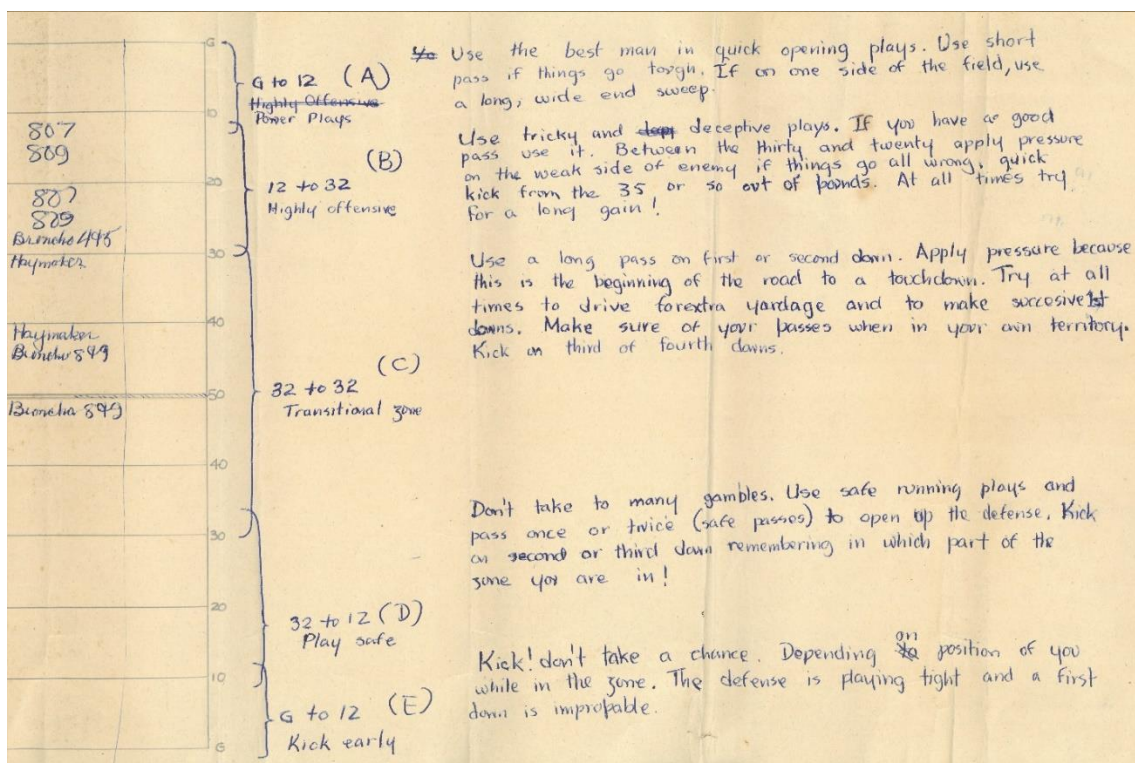 G
G to 12 (A)
Highly Offensive
Power Plays
Yo Use the best man in quick opening plays. Use short
pass if things go tough. If on one side of the field, use
a long, wide end sweep.
10
807
809
(B)
12 to 32
Highly offensive
Use tricky and decepthve plays. If you have a good
pass use it. Between the thirty and twenty apply pressure
on the weak side of enemy if things go all wrong, quick
kick from the 35 or so out of bounds. At all times try
for a long gain!
20
807
809
Broncho 495
30
Haymaker
Use a long pass on first or second down. Apply pressure because
this is the beginning of the road to a touchdown. Try at all
times to drive forextra yardage and to make succesive 1st
downs. Make sure of your passes when in your own territory.
Kick on third of fourth downs.
40
Haymaker
Broncho 849
(C)
32 to 32
Transitional zone
50
Broncho 849
40
30
Don't take to many gambles. Use safe running plays and
pass once or twice (safe passes) to open up the defense. Kick
on second or third down remembering in which part of the
zone you are in!
20
32 to 12 (D)
Play safe
10
Kick! don't take a chance. Depending on position of you
while in the zone. The defense is playing tight and a first
down is improbable.
G to 12 (E)
Kick early
G